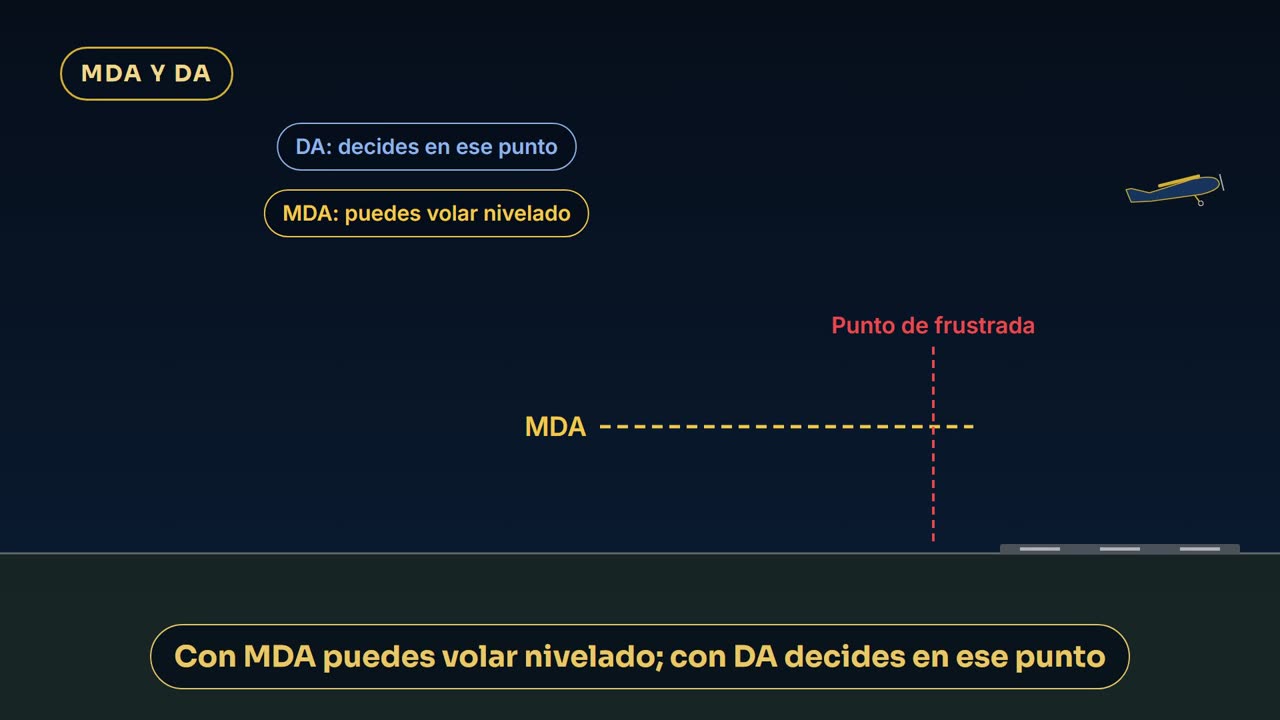 MDA Y DA
DA: decides en ese punto
MDA: puedes volar nivelado
Punto de frustrada
MDA
Con MDA puedes volar nivelado; con DA decides en ese punto